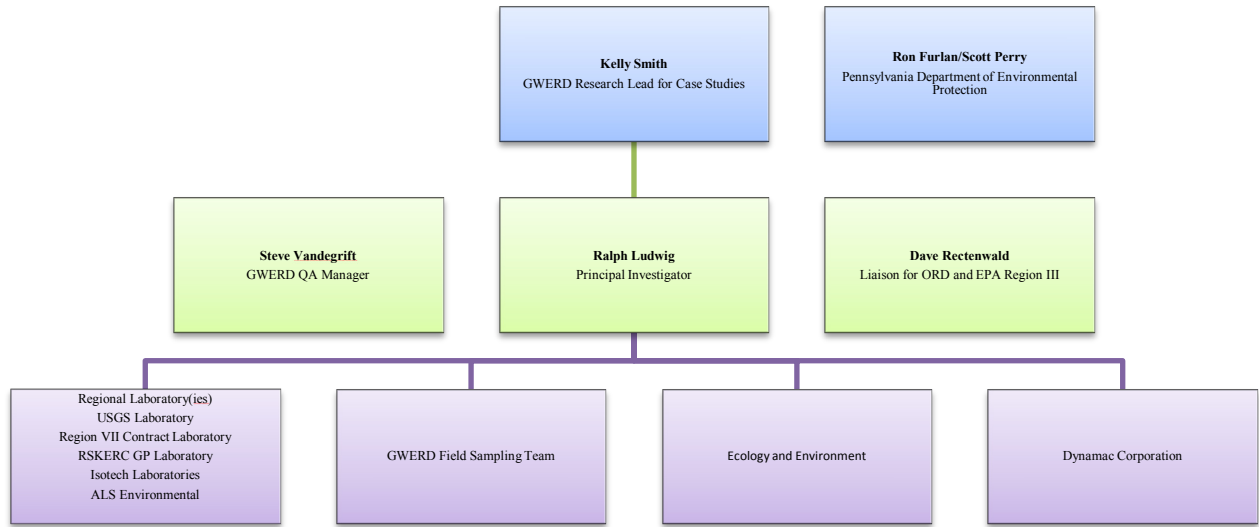 Kelly Smith
GWERD Research Lead for Case Studies
Ron Furlan/Scott Perry
Pennsylvania Department of Environmental
Protection
Steve Vandegrift
GWERD QA Manager
Ralph Ludwig
Principal Investigator
Dave Rectenwald
Liaison for ORD and EPA Region III
Regional Laboratory(ies)
USGS Laboratory
Region VII Contract Laboratory
RSKERC GP Laboratory
Isotech Laboratories
ALS Environmental
GWERD Field Sampling Team
Ecology and Environment
Dynamac Corporation